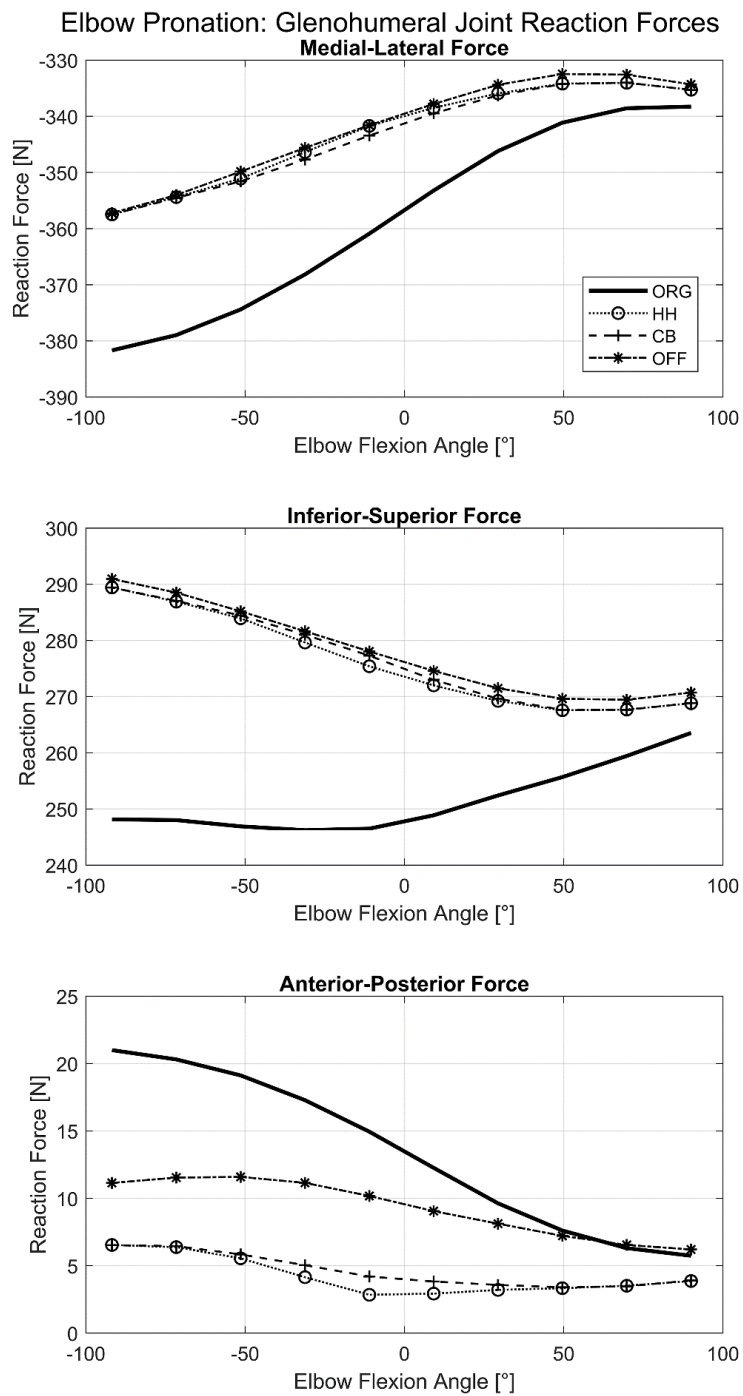 Elbow Pronation: Glenohumeral Joint Reaction Forces
Medial-Lateral Force
-330
-340
-350
-360
-370
-380
-390
Reaction Force [N]
ORG
HH
CB
OFF
-100
-50
0
50
100
Elbow Flexion Angle [°]
Inferior-Superior Force
300
290
280
270
260
250
240
Reaction Force [N]
-100
-50
0
50
100
Elbow Flexion Angle [°]
Anterior-Posterior Force
25
20
15
10
5
0
Reaction Force [N]
-100
-50
0
50
100
Elbow Flexion Angle [°]